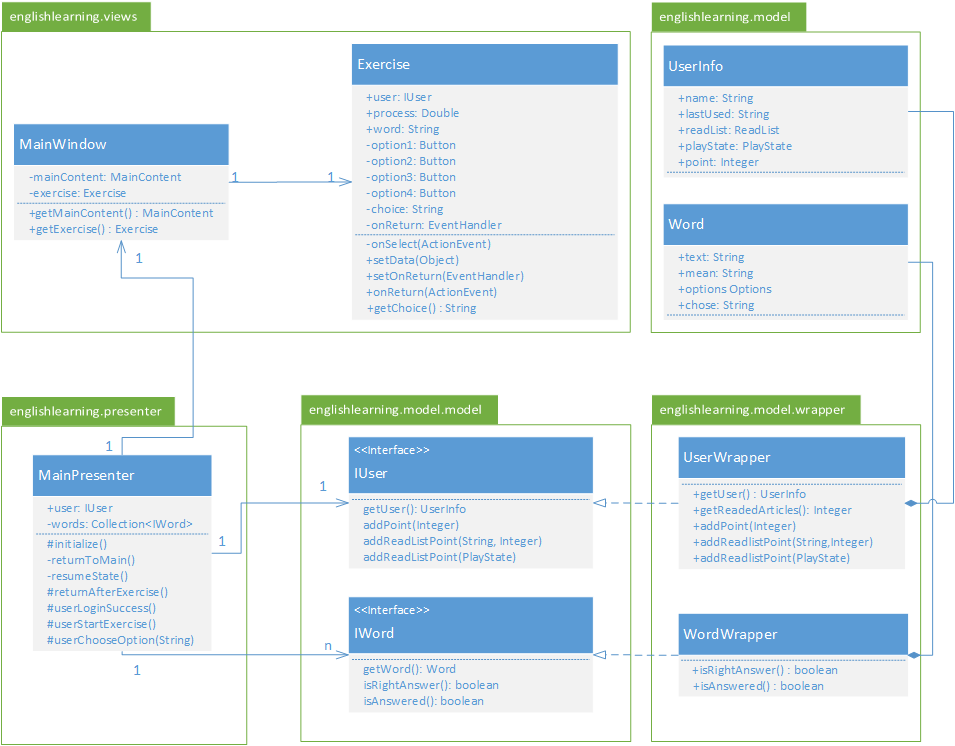 englishlearning.views
Exercise
+user: IUser
+process: Double
+word: String
-option1: Button
-option2: Button
-option3: Button
-option4: Button
-choice: String
-onReturn: EventHandler
-onSelect(ActionEvent)
+setData(Object)
+setOnReturn(EventHandler)
+onReturn(ActionEvent)
+getChoice() : String
MainWindow
-mainContent: MainContent
-exercise: Exercise
+getMainContent() : MainContent
+getExercise() : Exercise
1
1
1
englishlearning.model
UserInfo
+name: String
+lastUsed: String
+readList: ReadList
+playState: PlayState
+point: Integer
Word
+text: String
+mean: String
+options Options
+chose: String
englishlearning.presenter
1
MainPresenter
+user: IUser
-words: Collection<IWord>
#initialize()
-returnToMain()
-resumeState()
#returnAfterExercise()
#userLoginSuccess()
#userStartExercise()
#userChooseOption(String)
1
1
1
n
englishlearning.model.model
<<Interface>>
IUser
getUser(): UserInfo
addPoint(Integer)
addReadListPoint(String, Integer)
addReadListPoint(PlayState)
<<Interface>>
IWord
getWord(): Word
isRightAnswer(): boolean
isAnswered(): boolean
englishlearning.model.wrapper
UserWrapper
+getUser() : UserInfo
+getReadedArticles(): Integer
+addPoint(Integer)
+addReadlistPoint(String,Integer)
+addReadlistPoint(PlayState)
WordWrapper
+isRightAnswer() : boolean
+isAnswered() : boolean